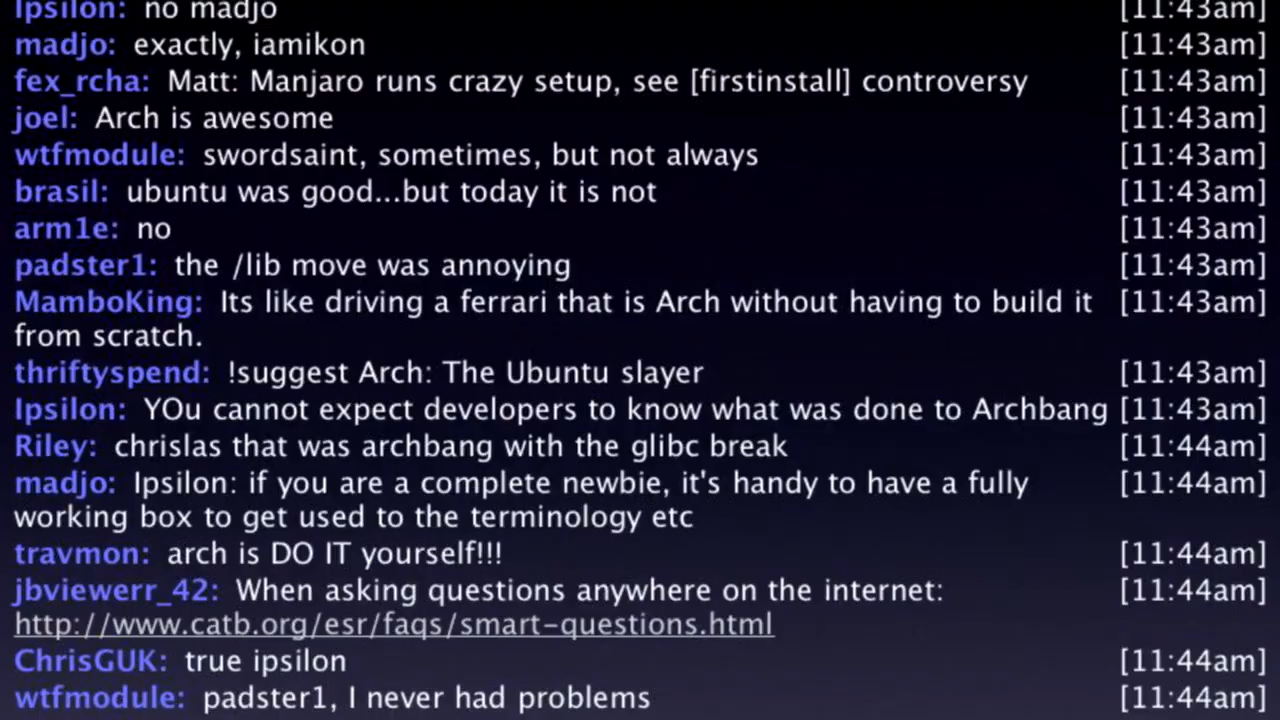 Ipsilon: no madjo [11:43am]
madjo: exactly, iamikon [11:43am]
fex_rcha: Matt: Manjaro runs crazy setup, see [firstinstall] controversy [11:43am]
joel: Arch is awesome [11:43am]
wtfmodule: swordsaint, sometimes, but not always [11:43am]
brasil: ubuntu was good...but today it is not [11:43am]
arm1e: no [11:43am]
padster1: the /lib move was annoying [11:43am]
MamboKing: Its like driving a ferrari that is Arch without having to build it [11:43am]
from scratch.
thriftyspend: !suggest Arch: The Ubuntu slayer [11:43am]
Ipsilon: YOu cannot expect developers to know what was done to Archbang [11:43am]
Riley: chrislas that was archbang with the glibc break [11:44am]
madjo: Ipsilon: if you are a complete newbie, it's handy to have a fully [11:44am]
working box to get used to the terminology etc
travmon: arch is DO IT yourself!!! [11:44am]
jbviewerr_42: When asking questions anywhere on the internet: [11:44am]
http://www.catb.org/esr/faqs/smart-questions.html
ChrisGUK: true ipsilon [11:44am]
wtfmodule: padster1, I never had problems [11:44am]